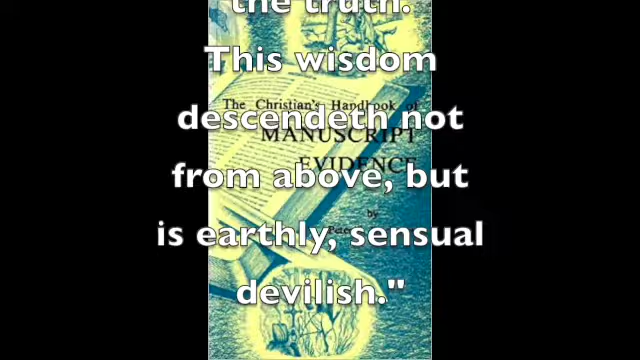 the truth.
This wisdom
The Christian's Handbook of
descendeth not
MANUSCRIPT
EVIDENCE
from above, but
by
Peter
is earthly, sensual
devilish."